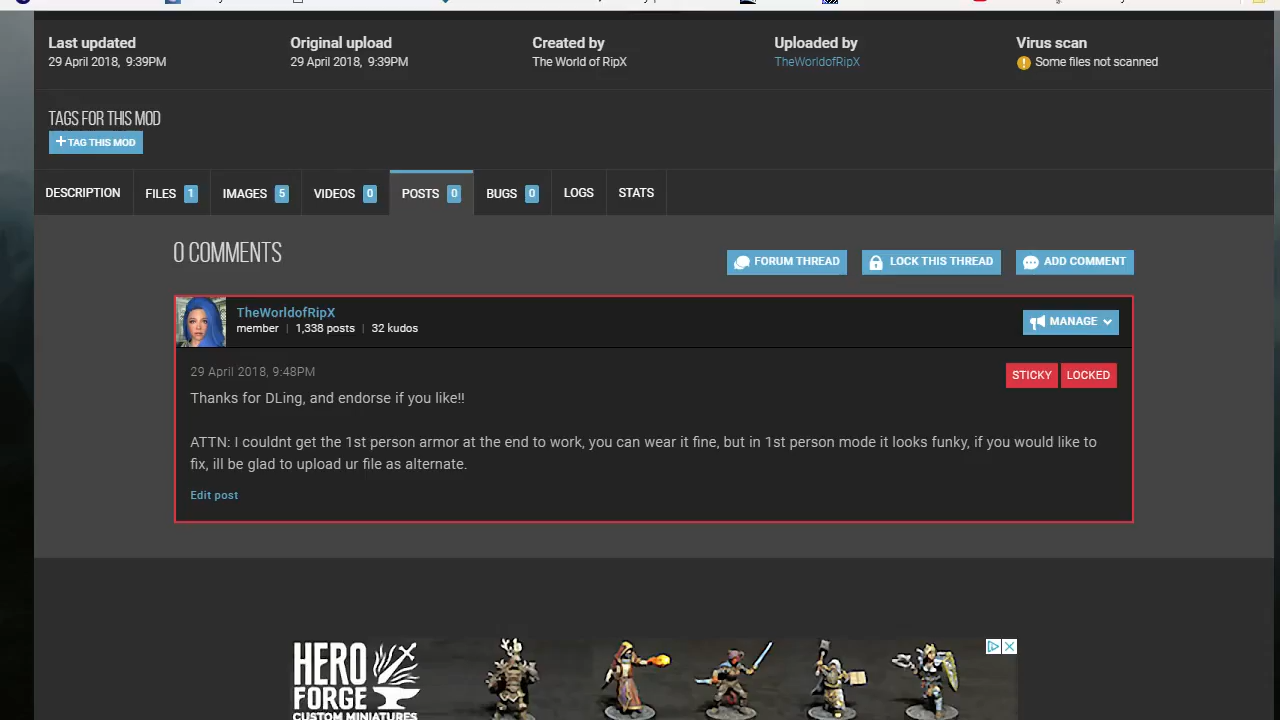 Last updated
29 April 2018, 9:39PM
Original upload
29 April 2018, 9:39PM
Created by
The World of RipX
Uploaded by
TheWorldofRipX
Virus scan
Some files not scanned
TAGS FOR THIS MOD
+ TAG THIS MOD
DESCRIPTION FILES 1 IMAGES 5 VIDEOS 0 POSTS 0 BUGS 0 LOGS STATS
0 COMMENTS
FORUM THREAD LOCK THIS THREAD ADD COMMENT
TheWorldofRipX
member | 1,338 posts | 32 kudos
MANAGE
29 April 2018, 9:48PM
STICKY LOCKED
Thanks for DLing, and endorse if you like!!
ATTN: I couldnt get the 1st person armor at the end to work, you can wear it fine, but in 1st person mode it looks funky, if you would like to
fix, ill be glad to upload ur file as alternate.
Edit post
HERO
FORGE
CUSTOM MINIATURES